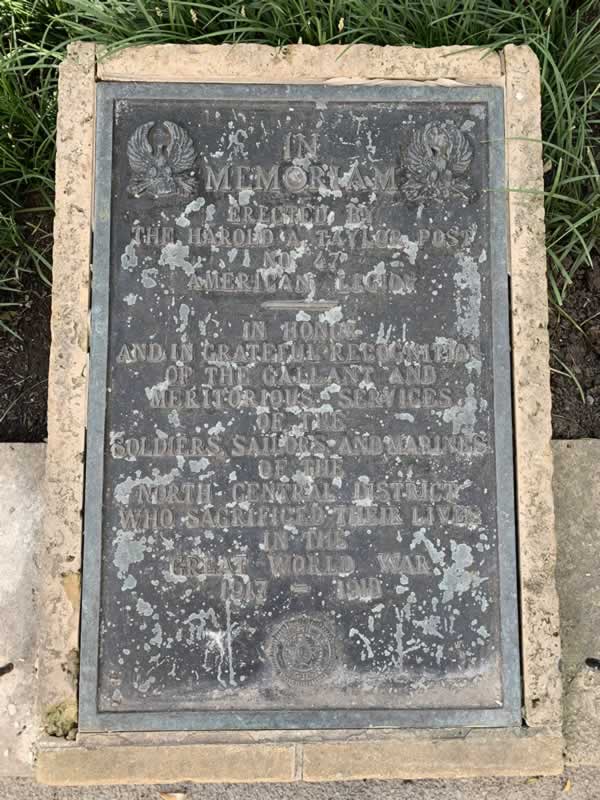 IN
MEMORIAM
ERECTED BY
THE HAROLD A. TAYLOR POST
NO. 47
AMERICAN LEGION
IN HONOR
AND IN GRATEFUL RECOGNITION
OF THE GALLANT AND
MERITORIOUS SERVICES
OF THE
SOLDIERS, SAILORS AND MARINES
OF THE
NORTH CENTRAL DISTRICT
WHO SACRIFICED THEIR LIVES
IN THE
GREAT WORLD WAR
1917 – 1919